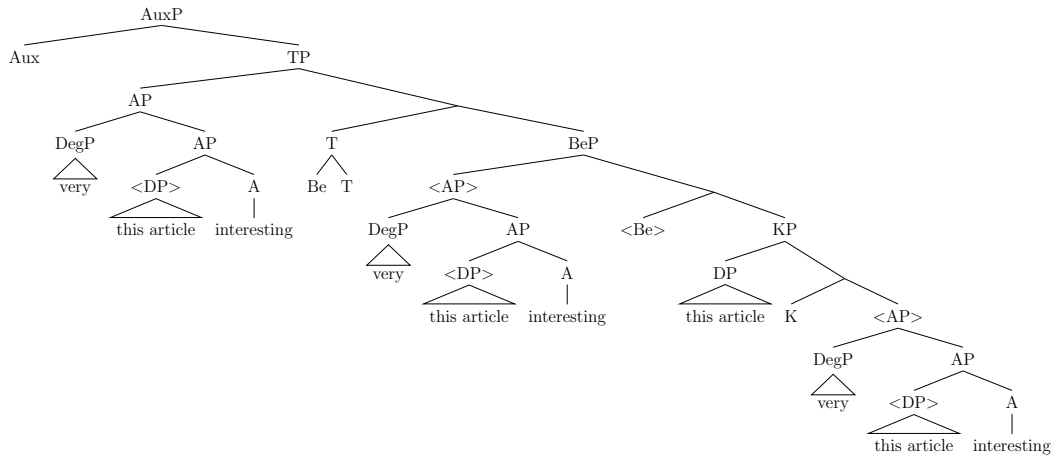 AuxP
Aux TP
AP
DegP AP T BeP
very <DP> A Be T <AP>
this article interesting DegP AP <Be> KP
very <DP> A DP
this article interesting this article K <AP>
DegP AP
very <DP> A
this article interesting